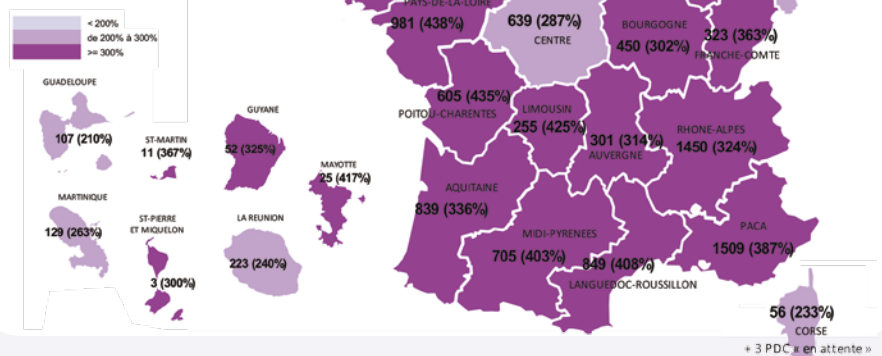 < 200%
de 200% à 300%
>= 300%
PAYS-DE-LA-LOIRE
981 (438%)
639 (287%)
CENTRE
BOURGOGNE
450 (302%)
323 (363%)
FRANCHE-COMTE
GUADELOUPE
107 (210%)
ST-MARTIN
11 (367%)
GUYANE
52 (325%)
MAYOTTE
25 (417%)
605 (435%)
POITOU-CHARENTES
LIMOUSIN
255 (425%)
301 (314%)
AUVERGNE
RHONE-ALPES
1450 (324%)
MARTINIQUE
129 (263%)
ST-PIERRE
ET MIQUELON
3 (300%)
LA REUNION
223 (240%)
AQUITAINE
839 (336%)
MIDI-PYRENEES
705 (403%)
849 (408%)
LANGUEDOC-ROUSSILLON
PACA
1509 (387%)
56 (233%)
CORSE
+ 3 PDC « en attente »